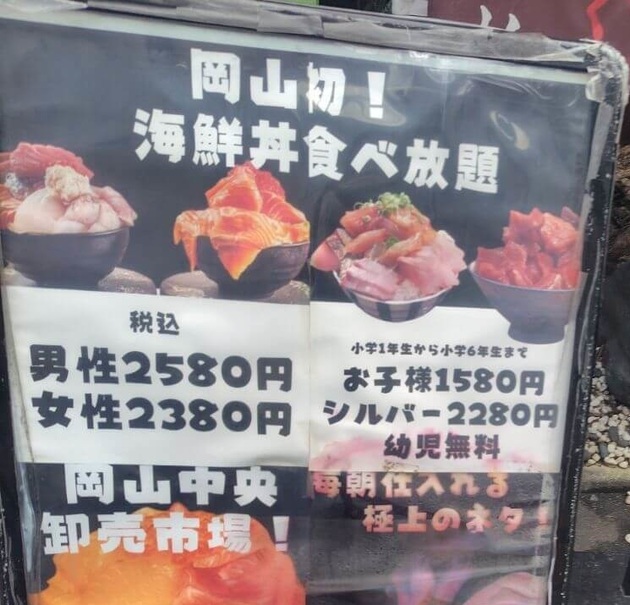 岡山初！
海鮮丼食べ放題
税込
男性2580円
女性2380円
小学1年生から小学6年生まで
お子様1580円
シルバー2280円
幼児無料
岡山中央
卸売市場！
毎朝仕入れる
極上のネタ！